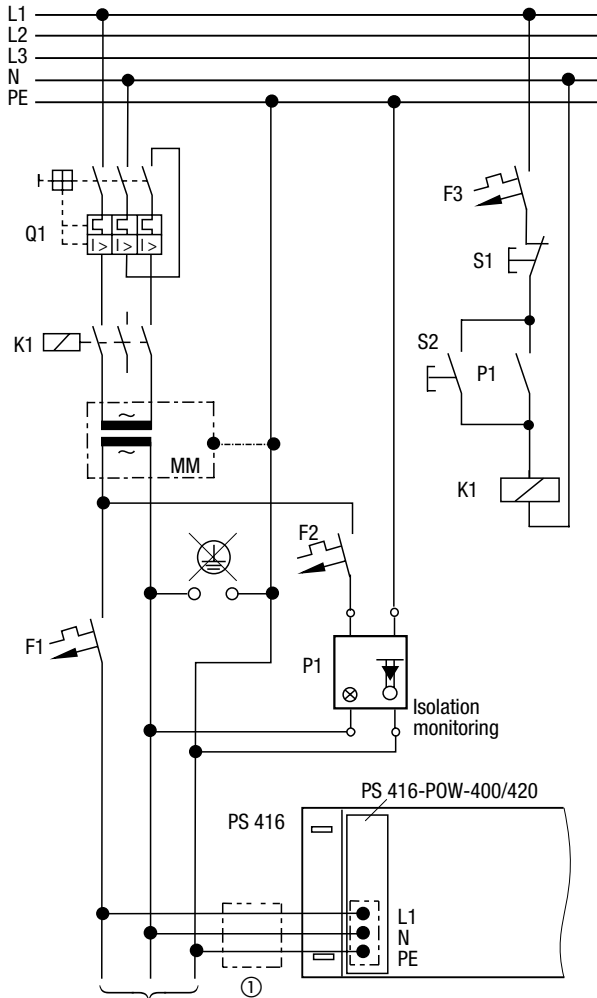 L1
L2
L3
N
PE
Q1
I> I> I>
F3
S1
K1
S2
P1
~
~
MM
K1
F2
F1
P1
Isolation
monitoring
PS 416-POW-400/420
PS 416
L1
N
PE
①